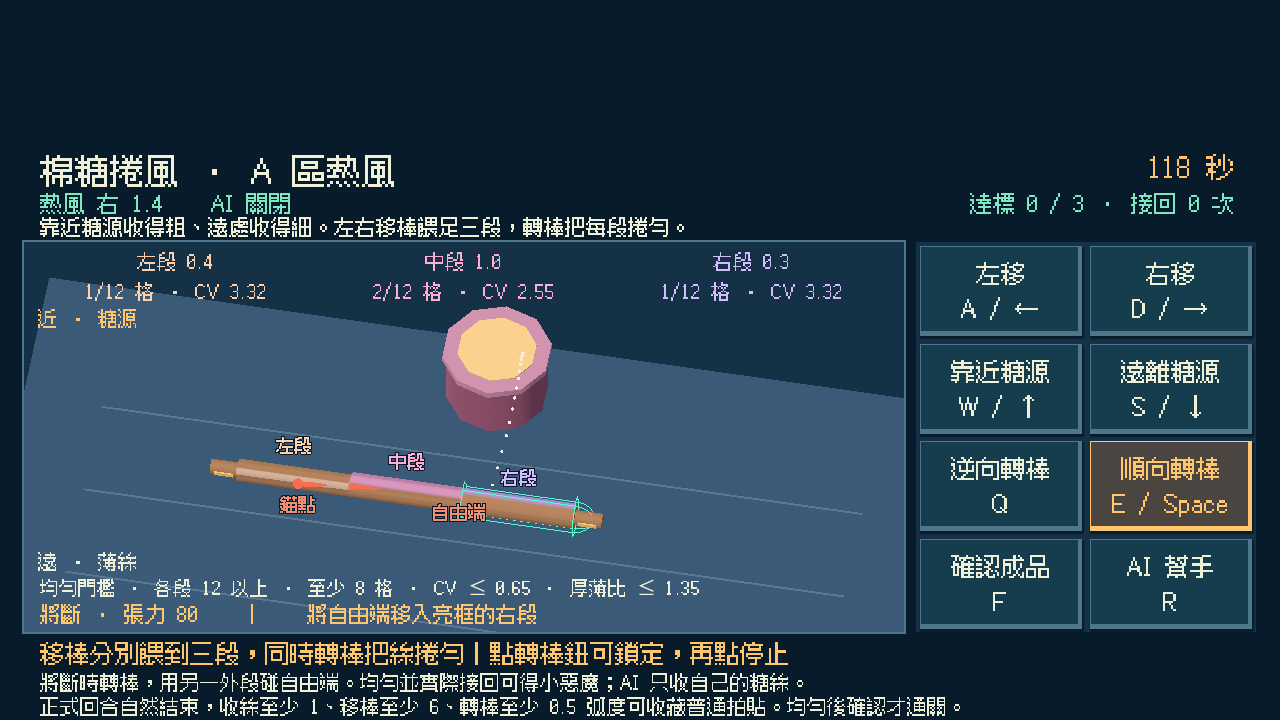 棉糖捲風 · A 區熱風
118 秒
熱風 右 1.4 AI 關閉
達標 0 / 3 · 接回 0 次
靠近糖源收得粗、遠處收得細。左右移棒餵足三段，轉棒把每段捲勻。
左段 0.4
中段 1.0
右段 0.3
1/12 格 · CV 3.32
2/12 格 · CV 2.55
1/12 格 · CV 3.32
近 · 糖源
左段
中段
右段
錨點
自由端
遠 · 薄絲
均勻門檻 · 各段 12 以上 · 至少 8 格 · CV ≤ 0.65 · 厚薄比 ≤ 1.35
將斷 · 張力 80 | 將自由端移入亮框的右段
左移
A / ←
右移
D / →
靠近糖源
W / ↑
遠離糖源
S / ↓
逆向轉棒
Q
順向轉棒
E / Space
確認成品
F
AI 幫手
R
移棒分別餵到三段，同時轉棒把絲捲勻 | 點轉棒鈕可鎖定，再點停止
將斷時轉棒，用另一外段碰自由端。均勻並實際接回可得小惡魔；AI 只收自己的糖絲。
正式回合自然結束，收絲至少 1、移棒至少 6、轉棒至少 0.5 弧度可收藏普通拍貼。均勻後確認才通關。